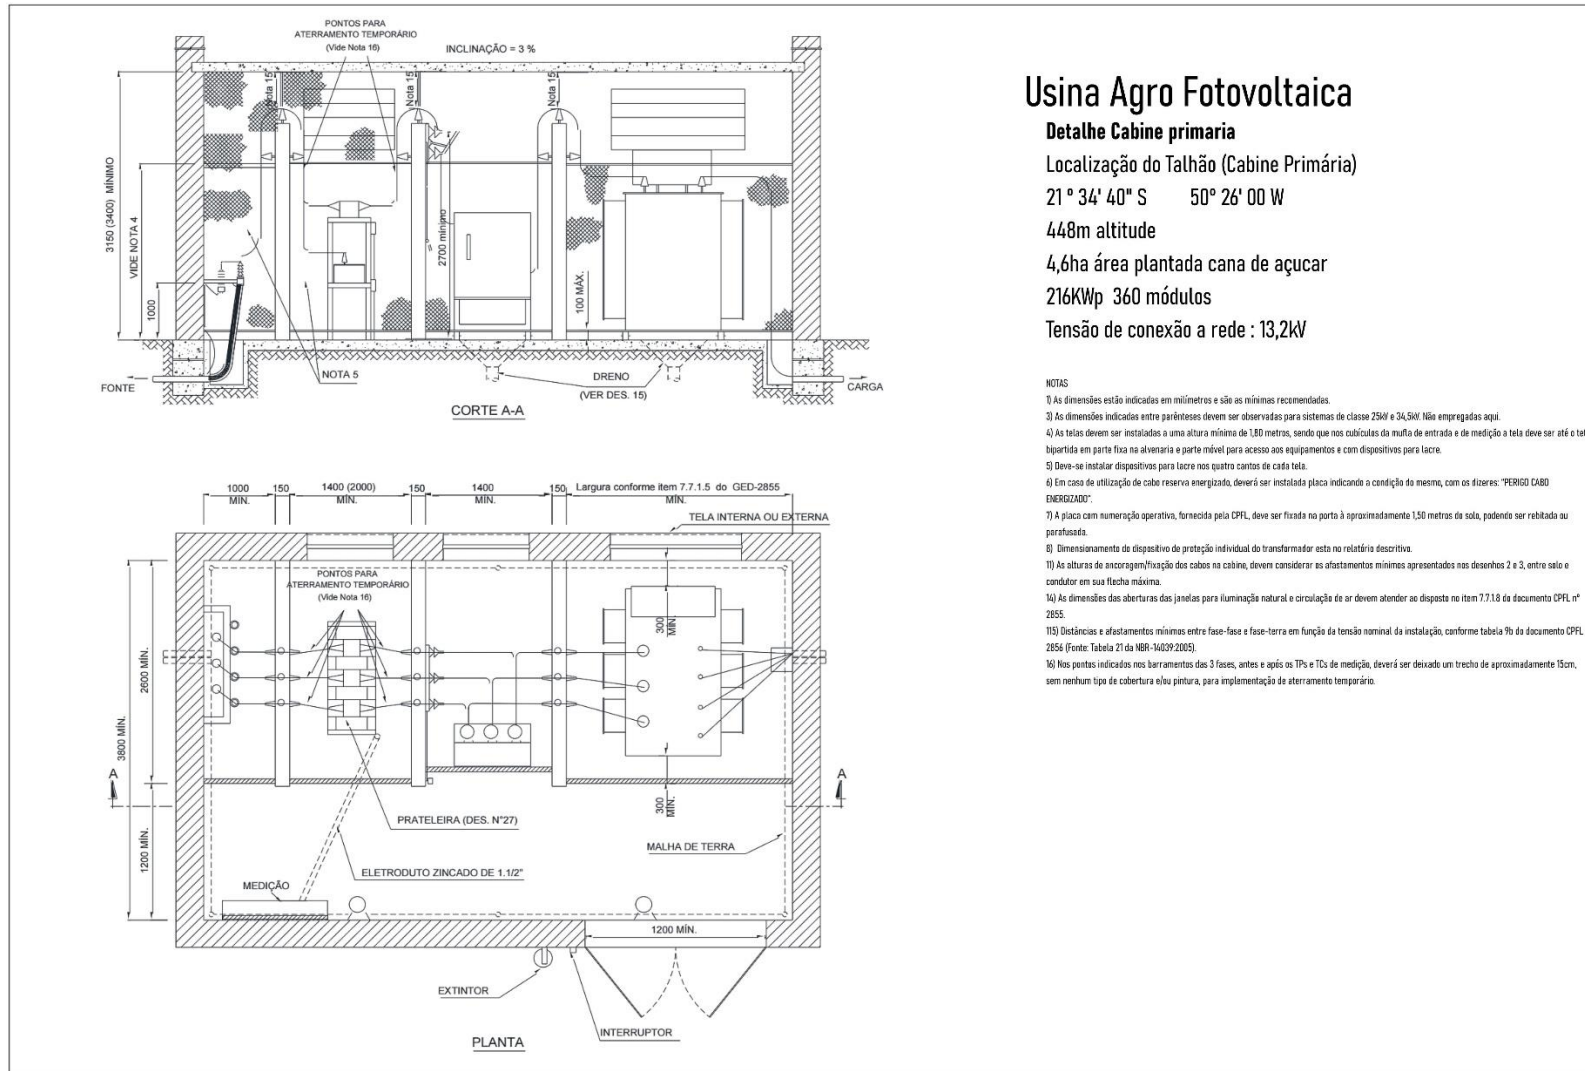 PONTOS PARA
ATERRAMENTO TEMPORÁRIO
(Vide Nota 16)
INCLINAÇÃO = 3 %
Nota 15
Nota 15
Nota 15
3150 (3400) MÍNIMO
VIDE NOTA 4
1000
2700 mínimo
100 MÁX.
NOTA 5
FONTE
DRENO
(VER DES. 15)
CARGA
CORTE A-A
1000
MIN.
150
1400 (2000)
MÍN.
150
1400
MÍN.
150
Largura conforme item 7.7.1.5 do GED-2855
MÍN.
TELA INTERNA OU EXTERNA
PONTOS PARA
ATERRAMENTO TEMPORÁRIO
(Vide Nota 16)
300
MÍN.
2600 MÍN.
3800 MÍN.
A
A
300
MÍN.
1200 MÍN.
PRATELEIRA (DES. N°27)
MALHA DE TERRA
ELETRODUTO ZINCADO DE 1.1/2"
MEDIÇÃO
1200 MÍN.
EXTINTOR
INTERRUPTOR
PLANTA
Usina Agro Fotovoltaica
Detalhe Cabine primaria
Localização do Talhão (Cabine Primária)
21 º 34' 40" S 50º 26' 00 W
448m altitude
4,6ha área plantada cana de açucar
216KWp 360 módulos
Tensão de conexão a rede : 13,2kV
NOTAS
1) As dimensões estão indicadas em milímetros e são as mínimas recomendadas.
3) As dimensões indicadas entre parênteses devem ser observadas para sistemas de classe 25kV e 34,5kV. Não empregadas aqui.
4) As telas devem ser instaladas a uma altura mínima de 1,80 metros, sendo que nos cubículos da mufla de entrada e de medição a tela deve ser até o tet
bipartida em parte fixa na alvenaria e parte móvel para acesso aos equipamentos e com dispositivos para lacre.
5) Deve-se instalar dispositivos para lacre nos quatro cantos de cada tela.
6) Em caso de utilização de cabo reserva energizado, deverá ser instalada placa indicando a condição do mesmo, com os dizeres: "PERIGO CABO
ENERGIZADO".
7) A placa com numeração operativa, fornecida pela CPFL, deve ser fixada na porta à aproximadamente 1,50 metros do solo, podendo ser rebitada ou
parafusada.
8) Dimensionamento do dispositivo de proteção individual do transformador esta no relatório descritivo.
11) As alturas de ancoragem/fixação dos cabos na cabine, devem considerar os afastamentos mínimos apresentados nos desenhos 2 e 3, entre solo e
condutor em sua flecha máxima.
14) As dimensões das aberturas das janelas para iluminação natural e circulação de ar devem atender ao disposto no item 7.7.1.8 do documento CPFL nº
2855.
115) Distâncias e afastamentos mínimos entre fase-fase e fase-terra em função da tensão nominal da instalação, conforme tabela 9b do documento CPFL
2856 (Fonte: Tabela 21 da NBR-14039:2005).
16) Nos pontos indicados nos barramentos das 3 fases, antes e após os TPs e TCs de medição, deverá ser deixado um trecho de aproximadamente 15cm,
sem nenhum tipo de cobertura e/ou pintura, para implementação de aterramento temporário.